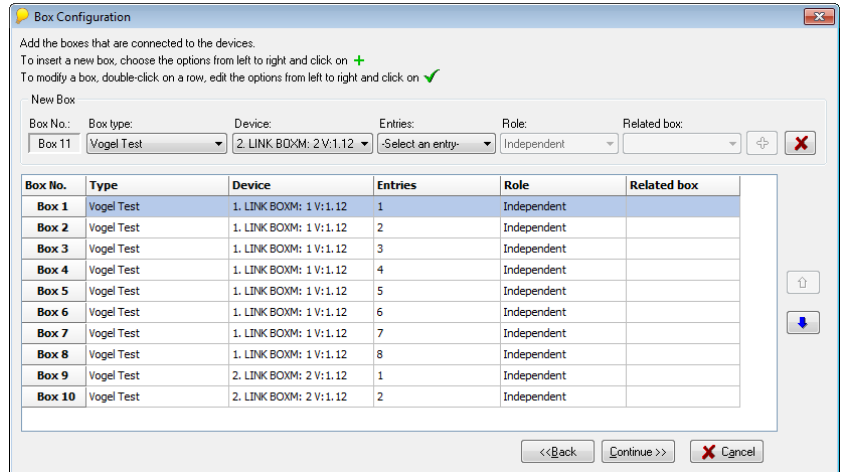 Box Configuration
Add the boxes that are connected to the devices.
To insert a new box, choose the options from left to right and click on
To modify a box, double-click on a row, edit the options from left to right and click on
New Box
Box No.: Box type: Device: Entries: Role: Related box:
Box 11 Vogel Test 2. LINK BOXM: 2 V:1.12 -Select an entry- Independent
Box No. Type Device Entries Role Related box
Box 1 Vogel Test 1. LINK BOXM: 1 V:1.12 1 Independent
Box 2 Vogel Test 1. LINK BOXM: 1 V:1.12 2 Independent
Box 3 Vogel Test 1. LINK BOXM: 1 V:1.12 3 Independent
Box 4 Vogel Test 1. LINK BOXM: 1 V:1.12 4 Independent
Box 5 Vogel Test 1. LINK BOXM: 1 V:1.12 5 Independent
Box 6 Vogel Test 1. LINK BOXM: 1 V:1.12 6 Independent
Box 7 Vogel Test 1. LINK BOXM: 1 V:1.12 7 Independent
Box 8 Vogel Test 1. LINK BOXM: 1 V:1.12 8 Independent
Box 9 Vogel Test 2. LINK BOXM: 2 V:1.12 1 Independent
Box 10 Vogel Test 2. LINK BOXM: 2 V:1.12 2 Independent
<<Back Continue >> Cancel